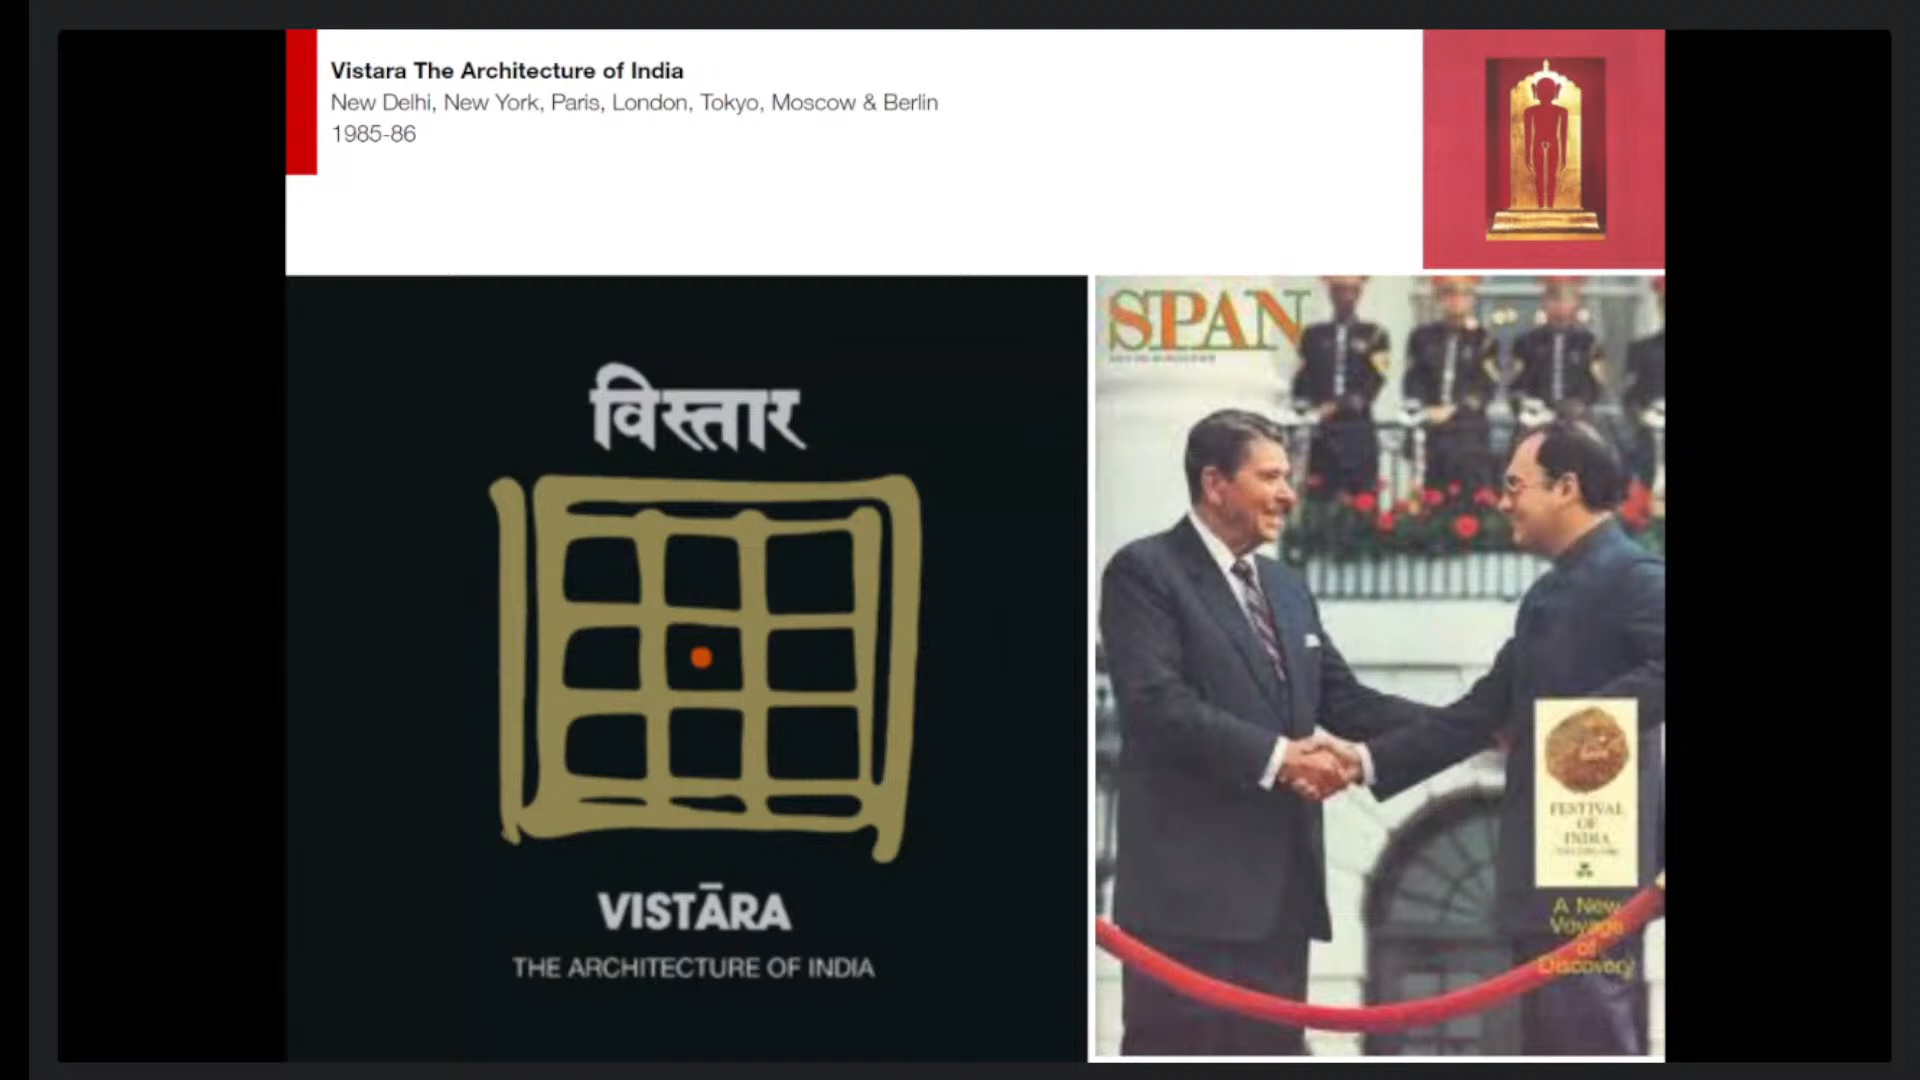 Vistara The Architecture of India
New Delhi, New York, Paris, London, Tokyo, Moscow & Berlin
1985-86
विस्तार
VISTĀRA
THE ARCHITECTURE OF INDIA
SPAN
FESTIVAL
OF
INDIA
A New
Voyage
of
Discovery